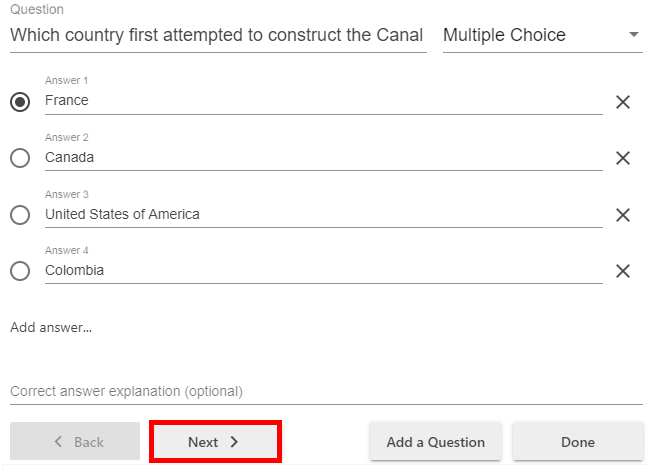 Question
Which country first attempted to construct the Canal
Multiple Choice
Answer 1
France
Answer 2
Canada
Answer 3
United States of America
Answer 4
Colombia
Add answer...
Correct answer explanation (optional)
Back
Next
Add a Question
Done